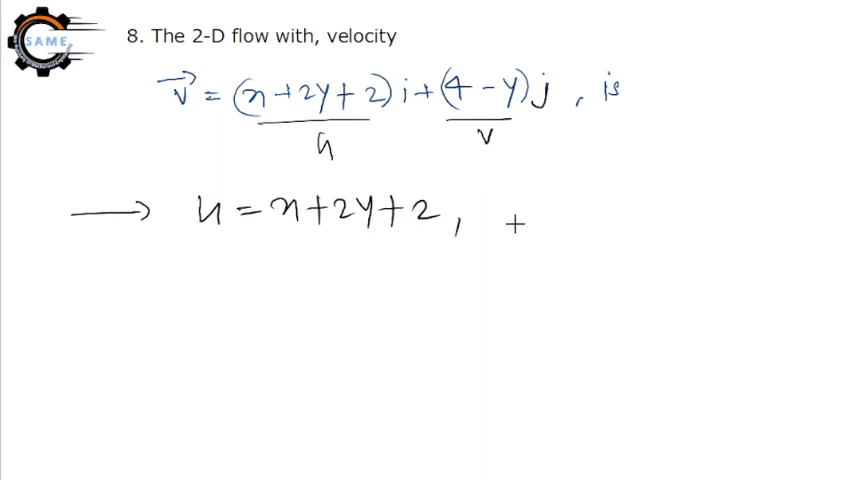 SAME
8. The 2-D flow with, velocity
v = (x + 2y + 2) i + (4 - y) j , is
u v
u = x + 2y + 2 ,